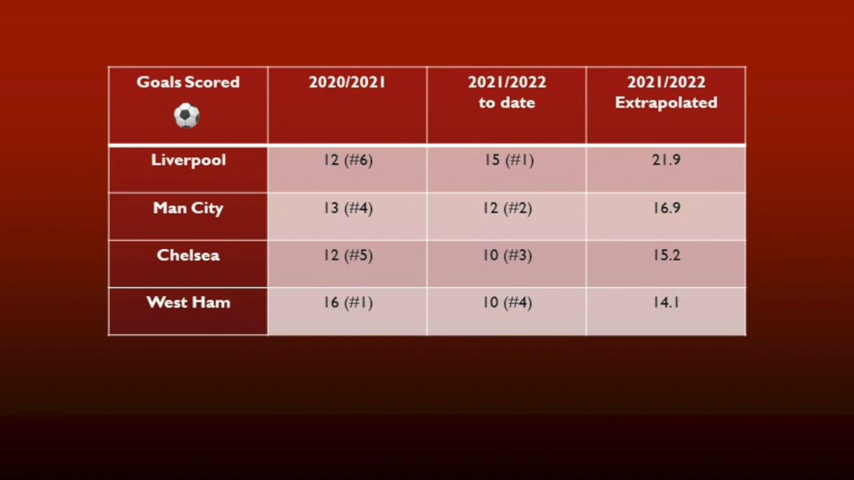 Goals Scored 2020/2021 2021/2022 2021/2022
to date Extrapolated
Liverpool 12 (#6) 15 (#1) 21.9
Man City 13 (#4) 12 (#2) 16.9
Chelsea 12 (#5) 10 (#3) 15.2
West Ham 16 (#1) 10 (#4) 14.1